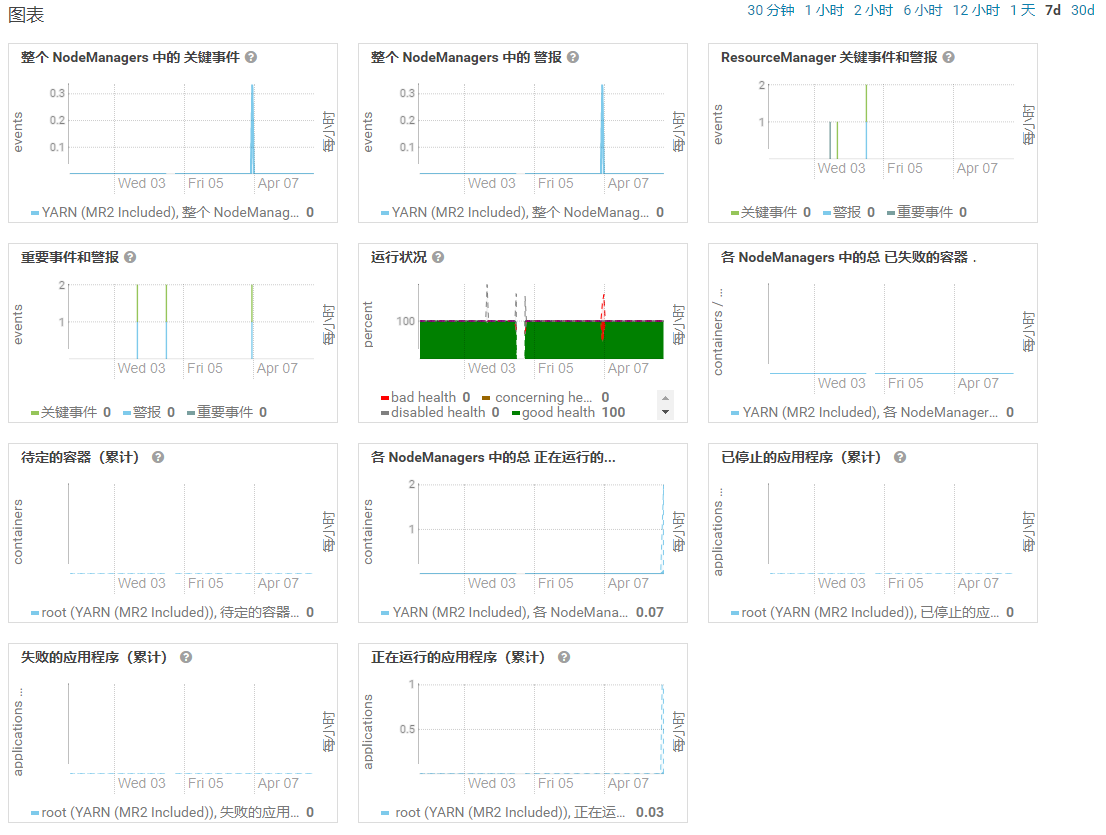 图表
30 分钟 1 小时 2 小时 6 小时 12 小时 1 天 7d 30d
整个 NodeManagers 中的 关键事件 ?
events
0.3
0.2
0.1
每小时
Wed 03 Fri 05 Apr 07
YARN (MR2 Included), 整个 NodeManag... 0
整个 NodeManagers 中的 警报 ?
events
0.3
0.2
0.1
每小时
Wed 03 Fri 05 Apr 07
YARN (MR2 Included), 整个 NodeManag... 0
ResourceManager 关键事件和警报 ?
events
2
1
每小时
Wed 03 Fri 05 Apr 07
关键事件 0 警报 0 重要事件 0
重要事件和警报 ?
events
2
1
每小时
Wed 03 Fri 05 Apr 07
关键事件 0 警报 0 重要事件 0
运行状况 ?
percent
100
每小时
Wed 03 Fri 05 Apr 07
bad health 0 concerning he... 0
disabled health 0 good health 100
各 NodeManagers 中的总 已失败的容器 .
containers / ...
每小时
Wed 03 Fri 05 Apr 07
YARN (MR2 Included), 各 NodeManager... 0
待定的容器（累计） ?
containers
每小时
Wed 03 Fri 05 Apr 07
root (YARN (MR2 Included)), 待定的容器... 0
各 NodeManagers 中的总 正在运行的...
containers
2
1
每小时
Wed 03 Fri 05 Apr 07
YARN (MR2 Included), 各 NodeMana... 0.07
已停止的应用程序（累计） ?
applications ...
每小时
Wed 03 Fri 05 Apr 07
root (YARN (MR2 Included)), 已停止的应... 0
失败的应用程序（累计） ?
applications ...
每小时
Wed 03 Fri 05 Apr 07
root (YARN (MR2 Included)), 失败的应用... 0
正在运行的应用程序（累计） ?
applications
1
0.5
每小时
Wed 03 Fri 05 Apr 07
root (YARN (MR2 Included)), 正在运... 0.03